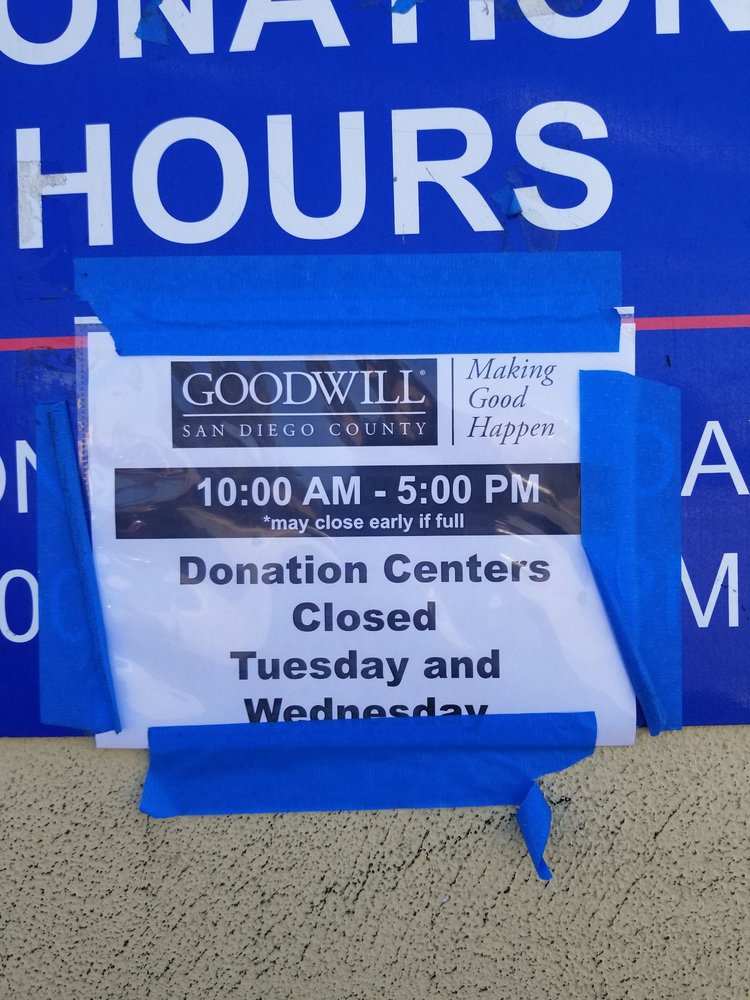 ONATION
HOURS
GOODWILL®
SAN DIEGO COUNTY
Making
Good
Happen
10:00 AM - 5:00 PM
*may close early if full
Donation Centers
Closed
Tuesday and
Wednesday